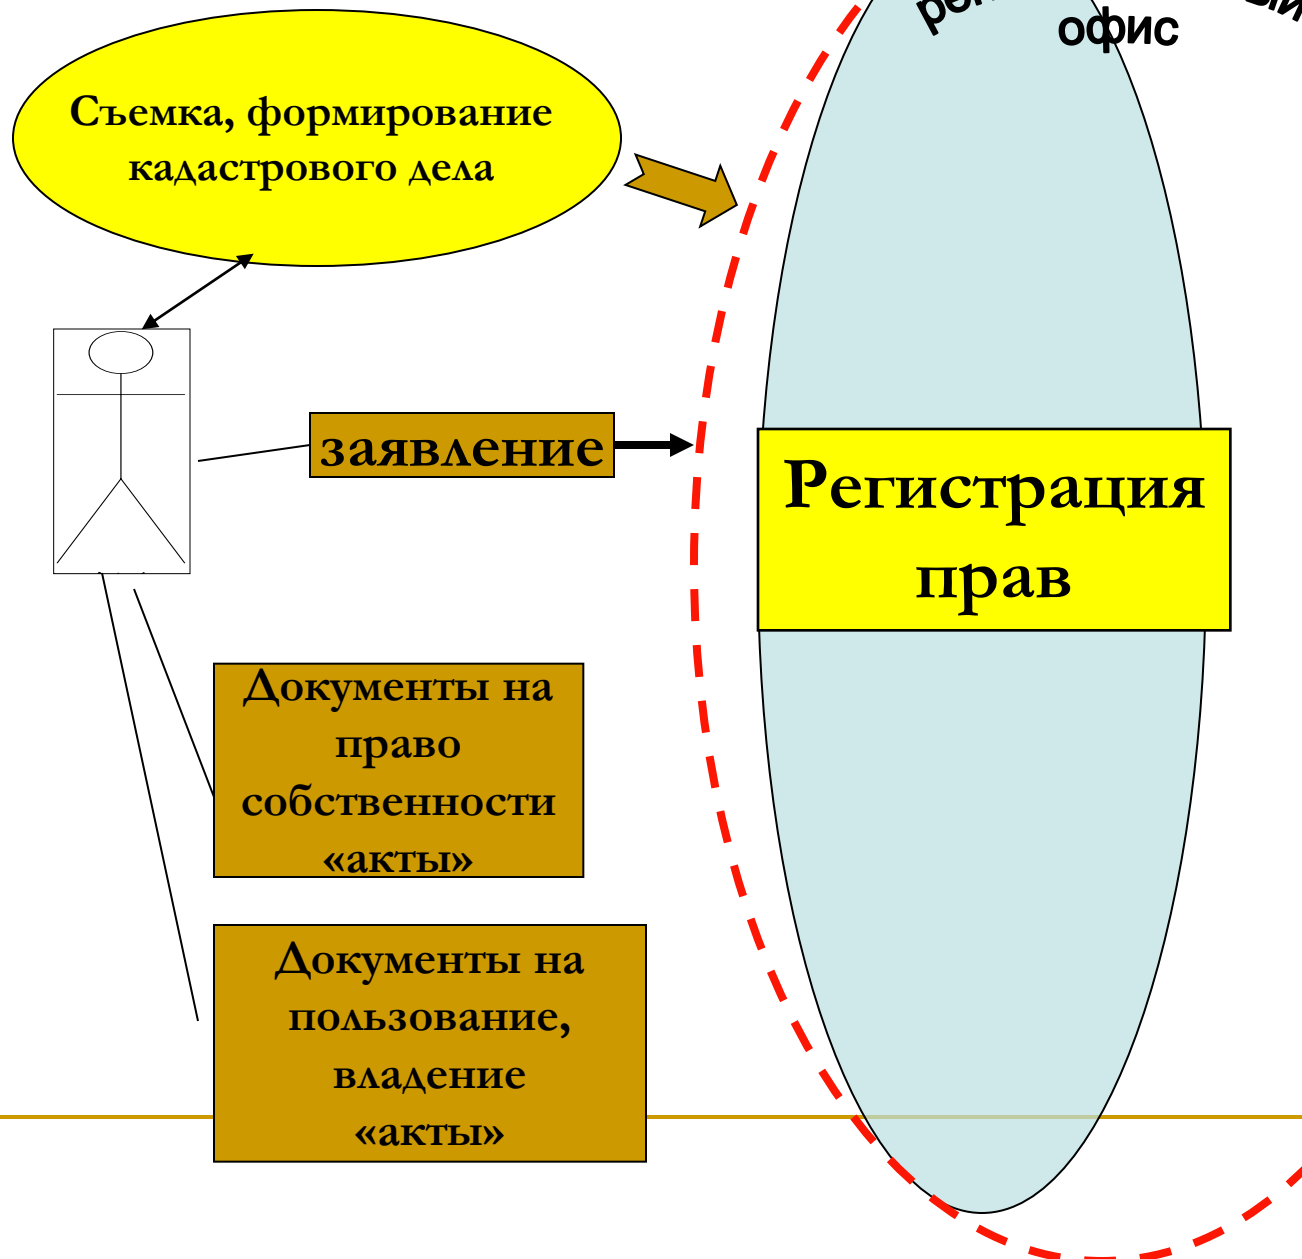 офис
Съемка, формирование
кадастрового дела
заявление
Регистрация
прав
Документы на
право
собственности
«акты»
Документы на
пользование,
владение
«акты»